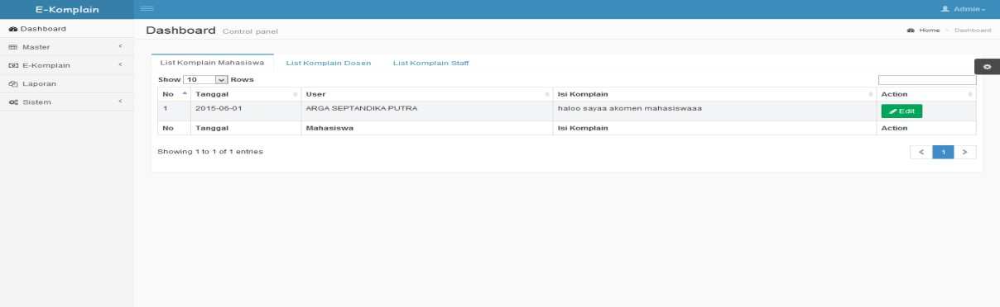 E-Komplain
Admin
Dashboard
Master
E-Komplain
Laporan
Sistem
Dashboard Control panel
Home > Dashboard
List Komplain Mahasiswa List Komplain Dosen List Komplain Staff
Show 10 Rows
No Tanggal User Isi Komplain Action
1 2015-06-01 ARGA SEPTANDIKA PUTRA haloo sayaa akomen mahasiswaaa Edit
No Tanggal Mahasiswa Isi Komplain Action
Showing 1 to 1 of 1 entries
< 1 >